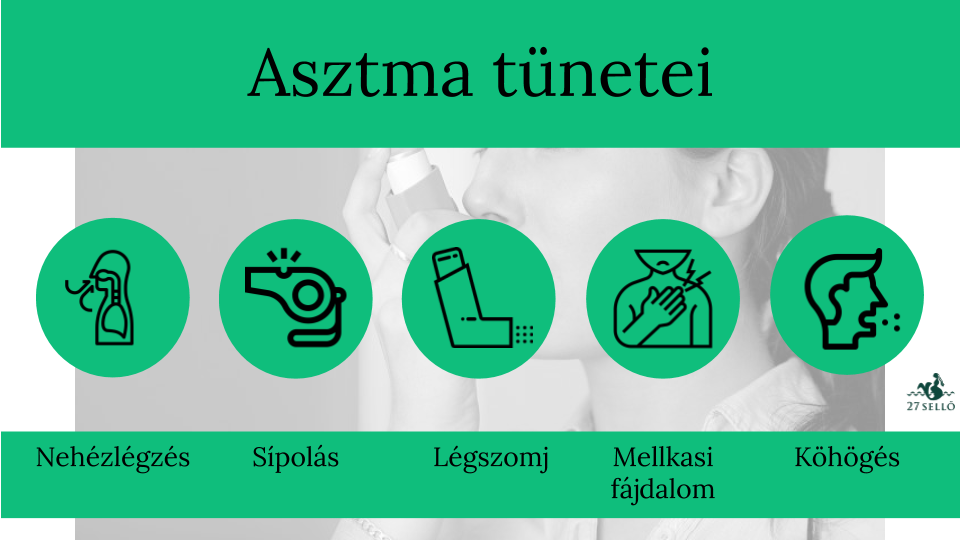 Asztma tünetei
27 SELLŐ
Nehézlégzés
Sípolás
Légszomj
Mellkasi
fájdalom
Köhögés